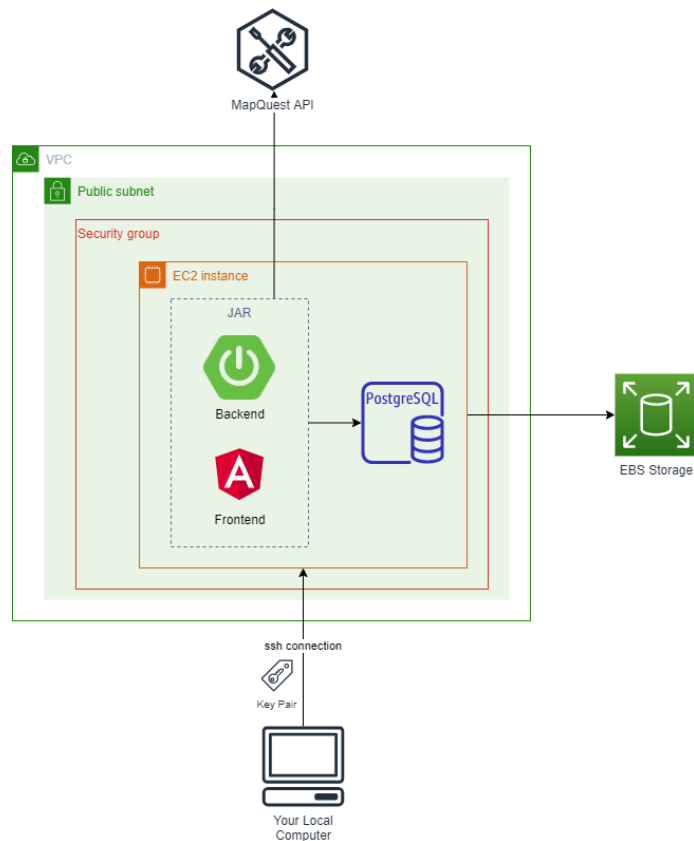 MapQuest API
VPC
Public subnet
Security group
EC2 instance
JAR
Backend
PostgreSQL
Frontend
EBS Storage
ssh connection
Key Pair
Your Local
Computer